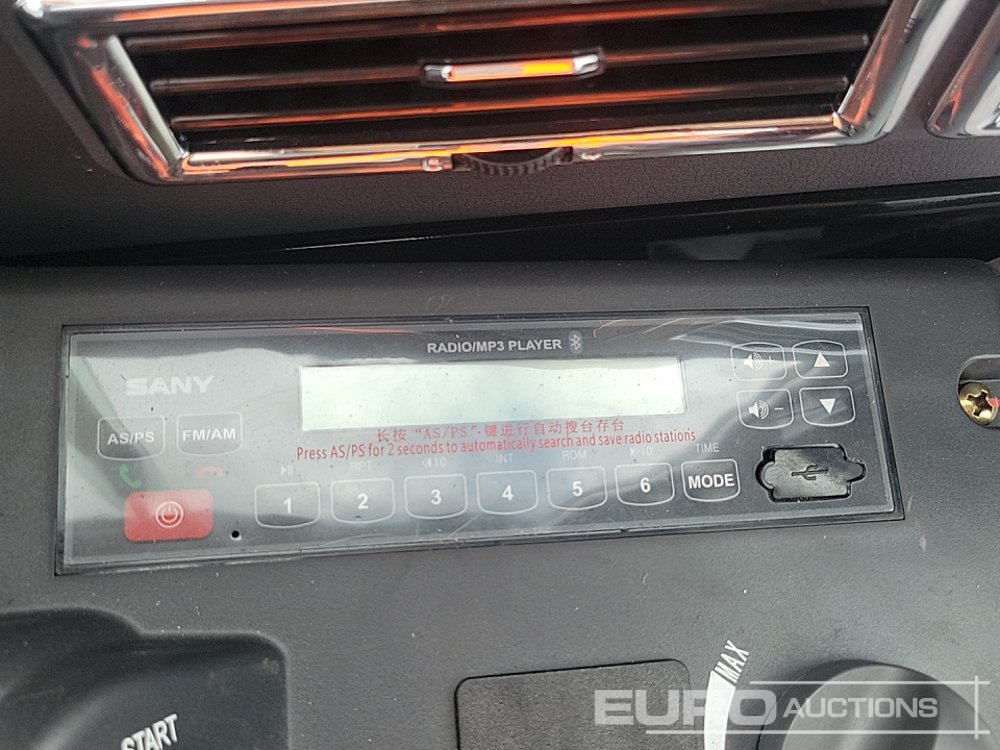 RADIO/MP3 PLAYER
SANY
AS/PS
FM/AM
长按 "AS/PS" 键进行自动搜台存台
Press AS/PS for 2 seconds to automatically search and save radio stations
RPT
10
INT
RDM
10
TIME
1
2
3
4
5
6
MODE
MAX
START
EURO AUCTIONS